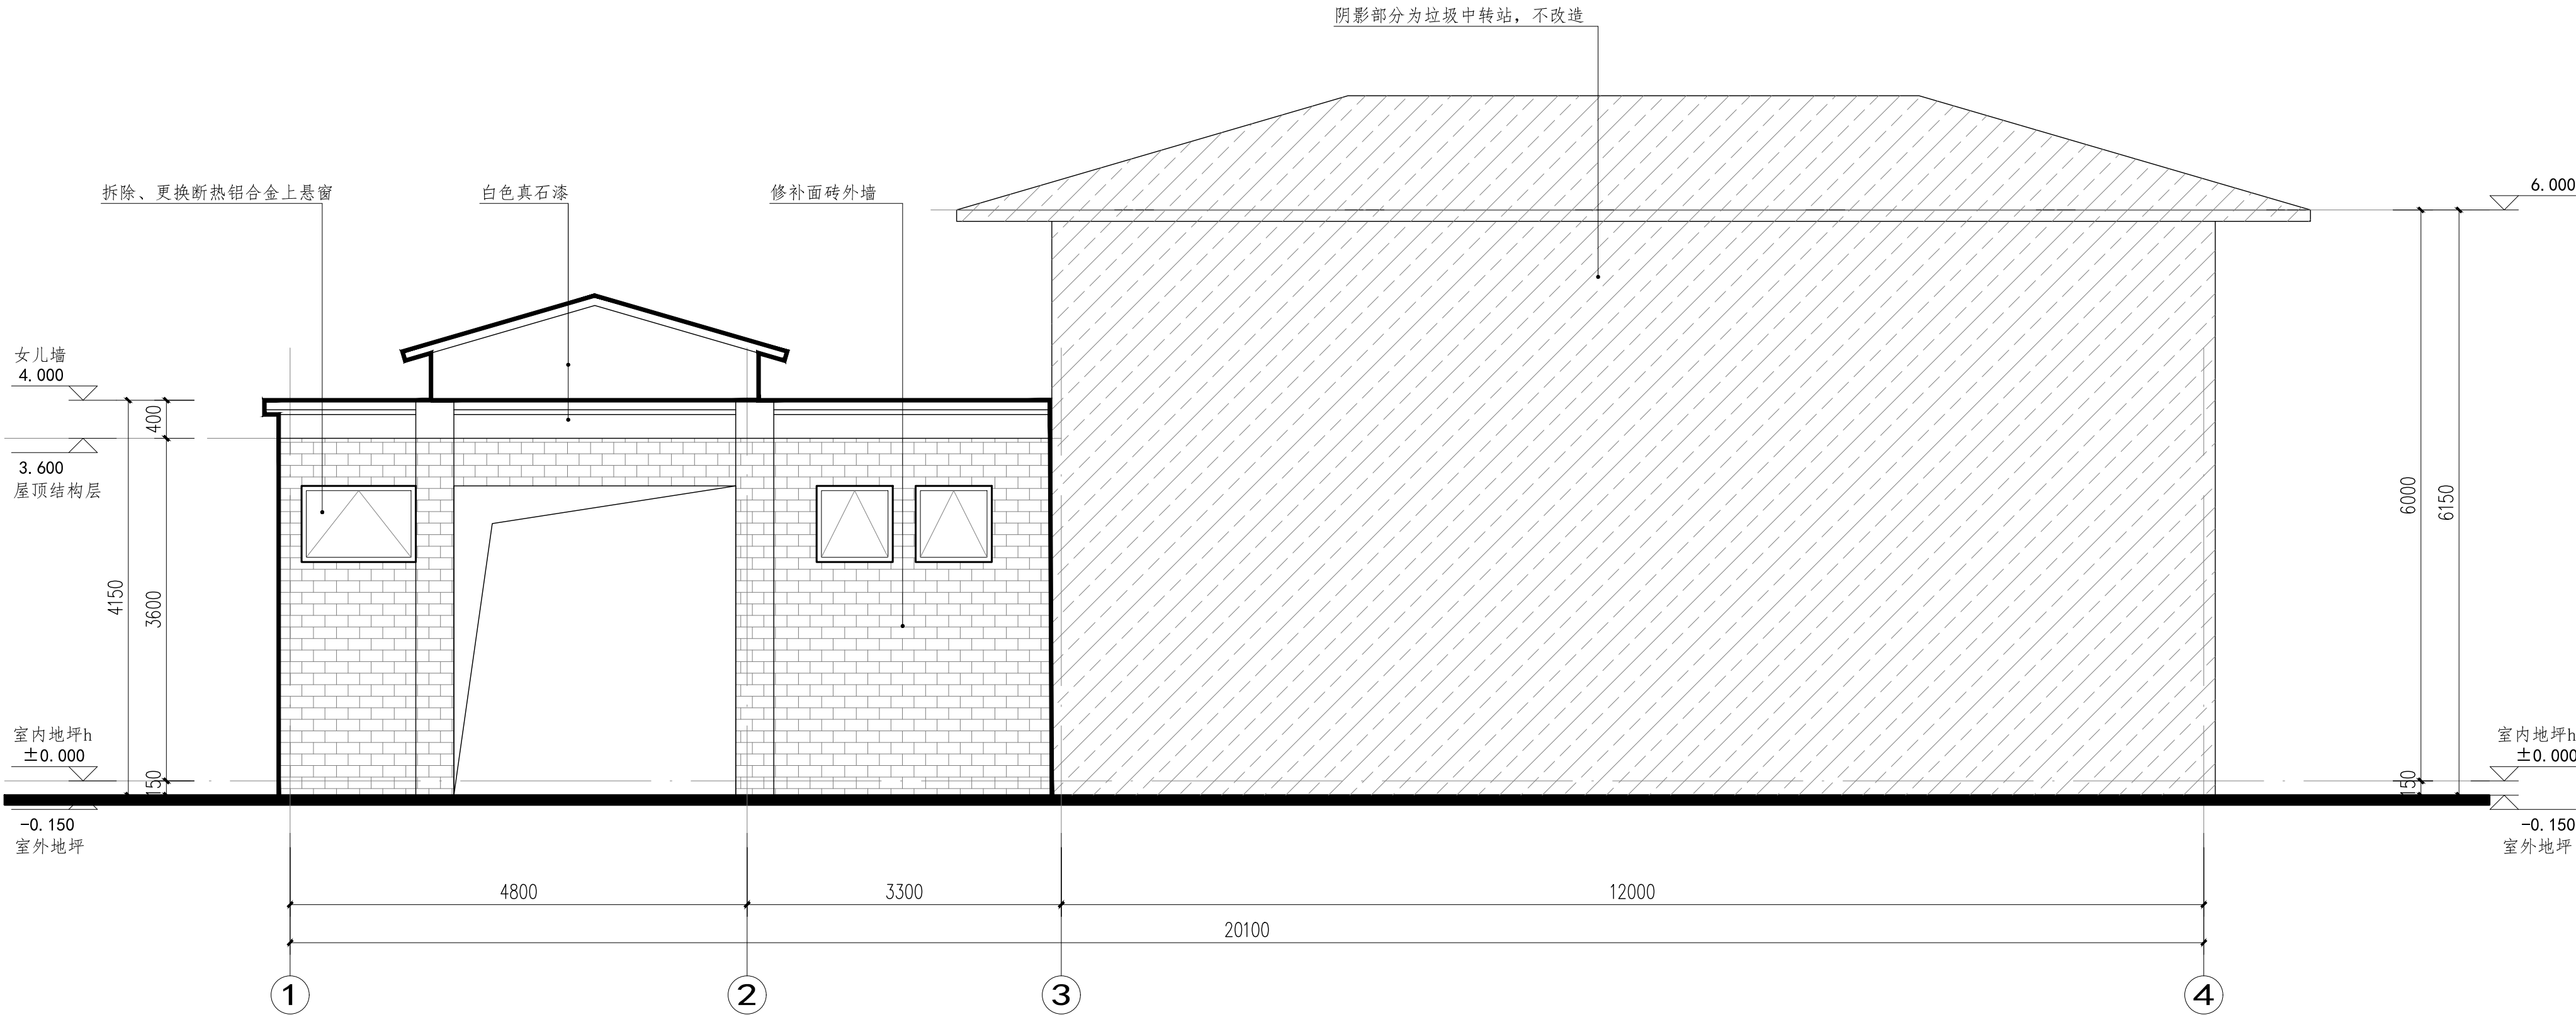 阴影部分为垃圾中转站，不改造
拆除、更换断热铝合金上悬窗
白色真石漆
修补面砖外墙
6.000
女儿墙
4.000
400
3.600
屋顶结构层
4150
3600
6000
6150
室内地坪h
±0.000
150
-0.150
室外地坪
室内地坪h
±0.000
150
-0.150
室外地坪
4800
3300
12000
20100
1
2
3
4